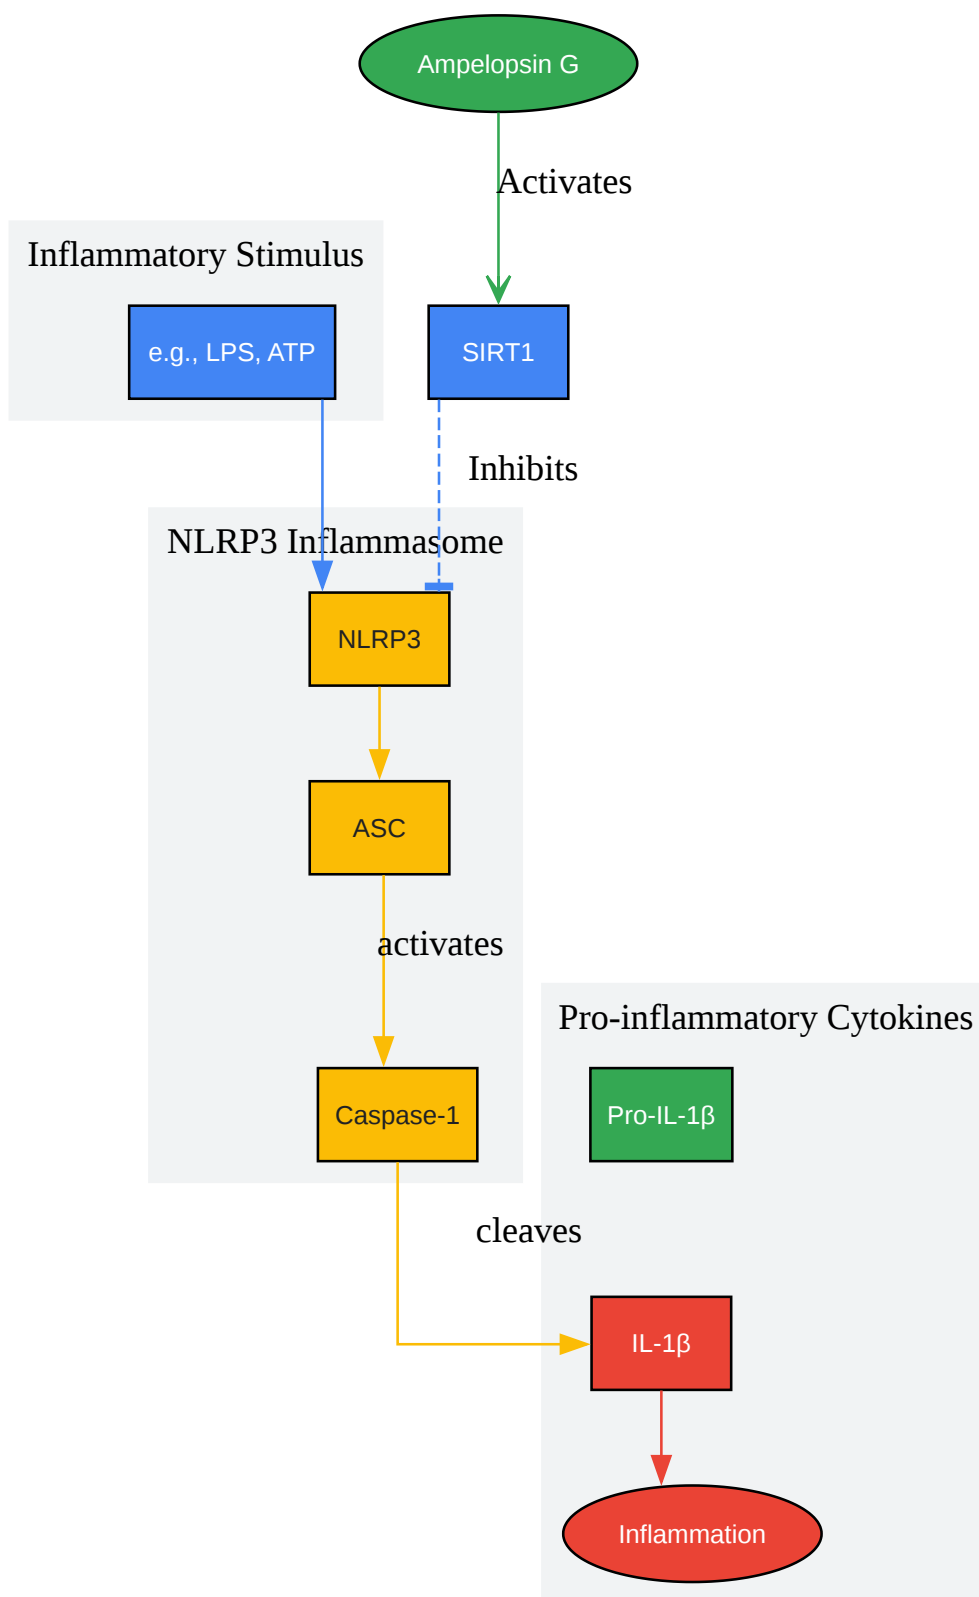 Ampelopsin G
Activates
Inflammatory Stimulus
e.g., LPS, ATP
SIRT1
Inhibits
NLRP3 Inflammasome
NLRP3
ASC
activates
Pro-inflammatory Cytokines
Caspase-1
Pro-IL-1β
cleaves
IL-1β
Inflammation